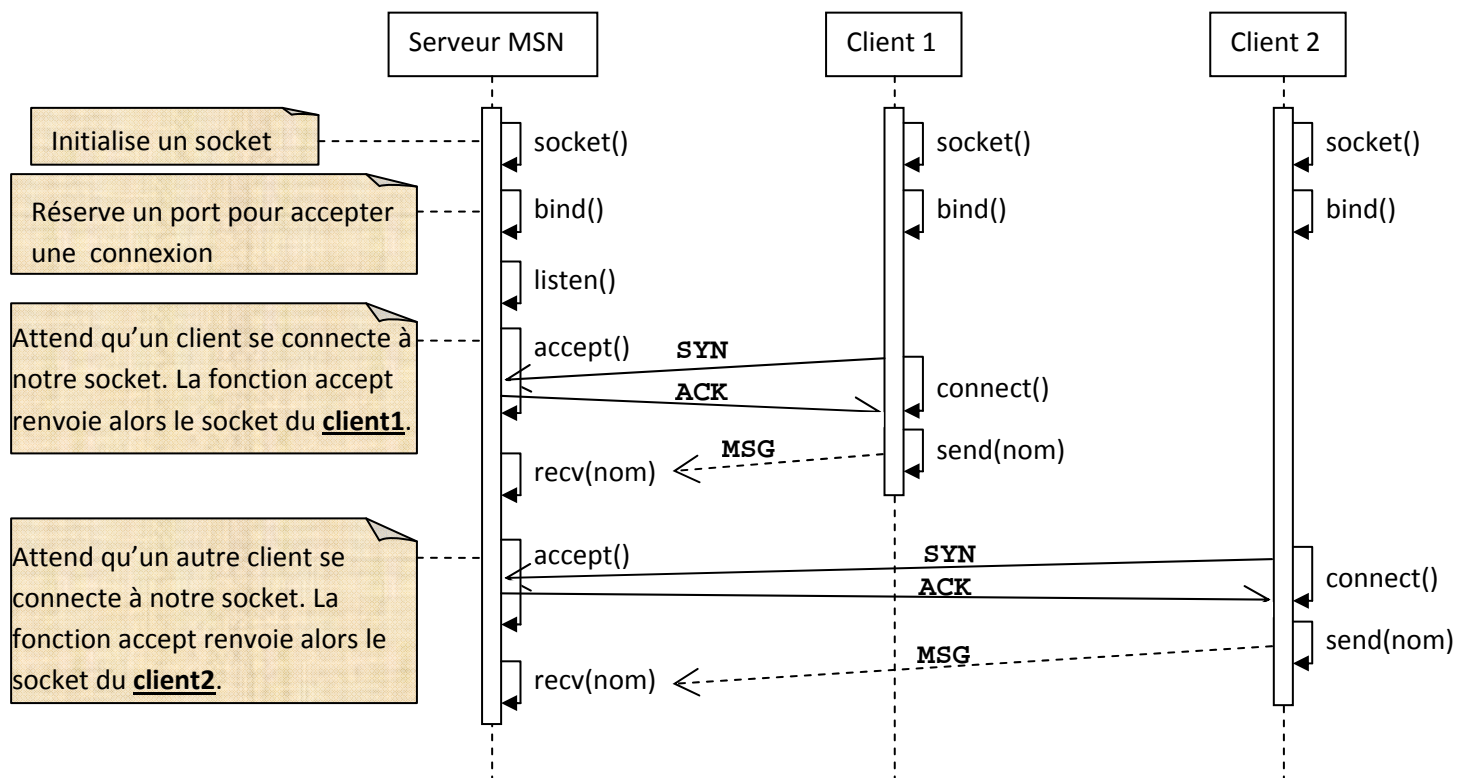 Serveur MSN
Client 1
Client 2
Initialise un socket
socket()
socket()
socket()
Réserve un port pour accepter
une connexion
bind()
bind()
bind()
listen()
Attend qu’un client se connecte à
notre socket. La fonction accept
renvoie alors le socket du client1.
accept()
SYN
ACK
connect()
MSG
send(nom)
recv(nom)
Attend qu’un autre client se
connecte à notre socket. La
fonction accept renvoie alors le
socket du client2.
accept()
SYN
ACK
connect()
MSG
send(nom)
recv(nom)